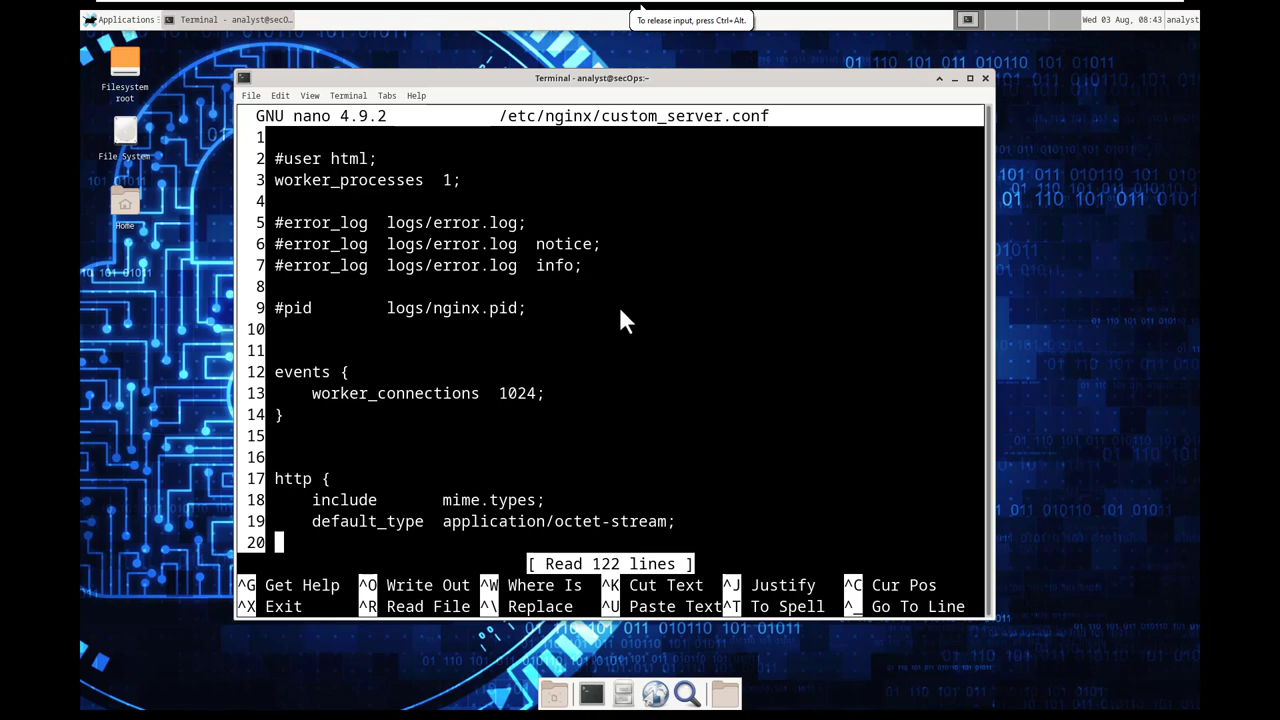 Applications
Terminal - analyst@secO...
To release input, press Ctrl+Alt.
Wed 03 Aug, 08:43
analyst
Filesystem
root
File System
Home
Terminal - analyst@secOps:~
File Edit View Terminal Tabs Help
GNU nano 4.9.2 /etc/nginx/custom_server.conf
1
2 #user html;
3 worker_processes  1;
4
5 #error_log  logs/error.log;
6 #error_log  logs/error.log  notice;
7 #error_log  logs/error.log  info;
8
9 #pid        logs/nginx.pid;
10
11
12 events {
13     worker_connections  1024;
14 }
15
16
17 http {
18     include       mime.types;
19     default_type  application/octet-stream;
20
[ Read 122 lines ]
^G Get Help ^O Write Out ^W Where Is ^K Cut Text ^J Justify ^C Cur Pos
^X Exit ^R Read File ^\ Replace ^U Paste Text ^T To Spell ^_ Go To Line